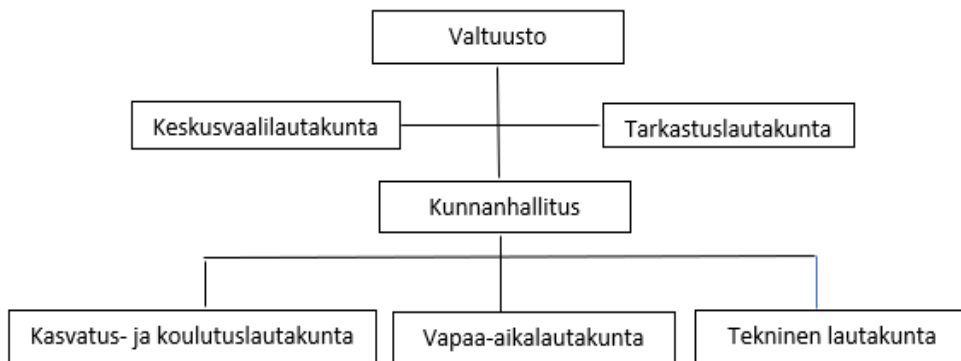 Valtuusto
Keskusvaalilautakunta
Tarkastuslautakunta
Kunnanhallitus
Kasvatus- ja koulutuslautakunta
Vapaa-aikalautakunta
Tekninen lautakunta